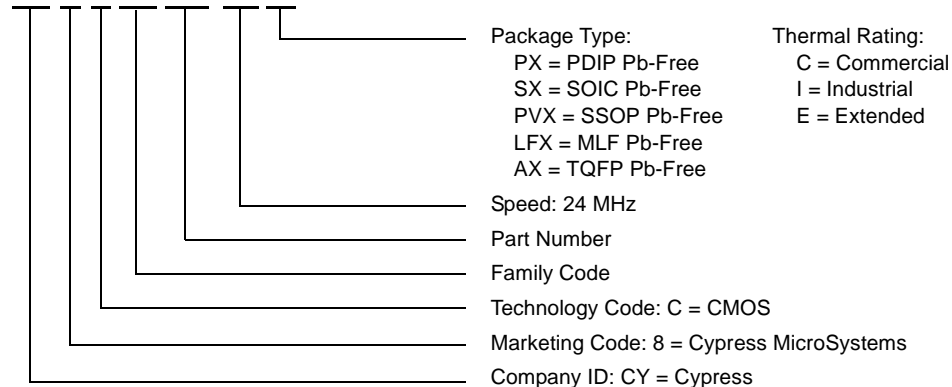 Package Type: Thermal Rating:
PX = PDIP Pb-Free C = Commercial
SX = SOIC Pb-Free I = Industrial
PVX = SSOP Pb-Free E = Extended
LFX = MLF Pb-Free
AX = TQFP Pb-Free
Speed: 24 MHz
Part Number
Family Code
Technology Code: C = CMOS
Marketing Code: 8 = Cypress MicroSystems
Company ID: CY = Cypress